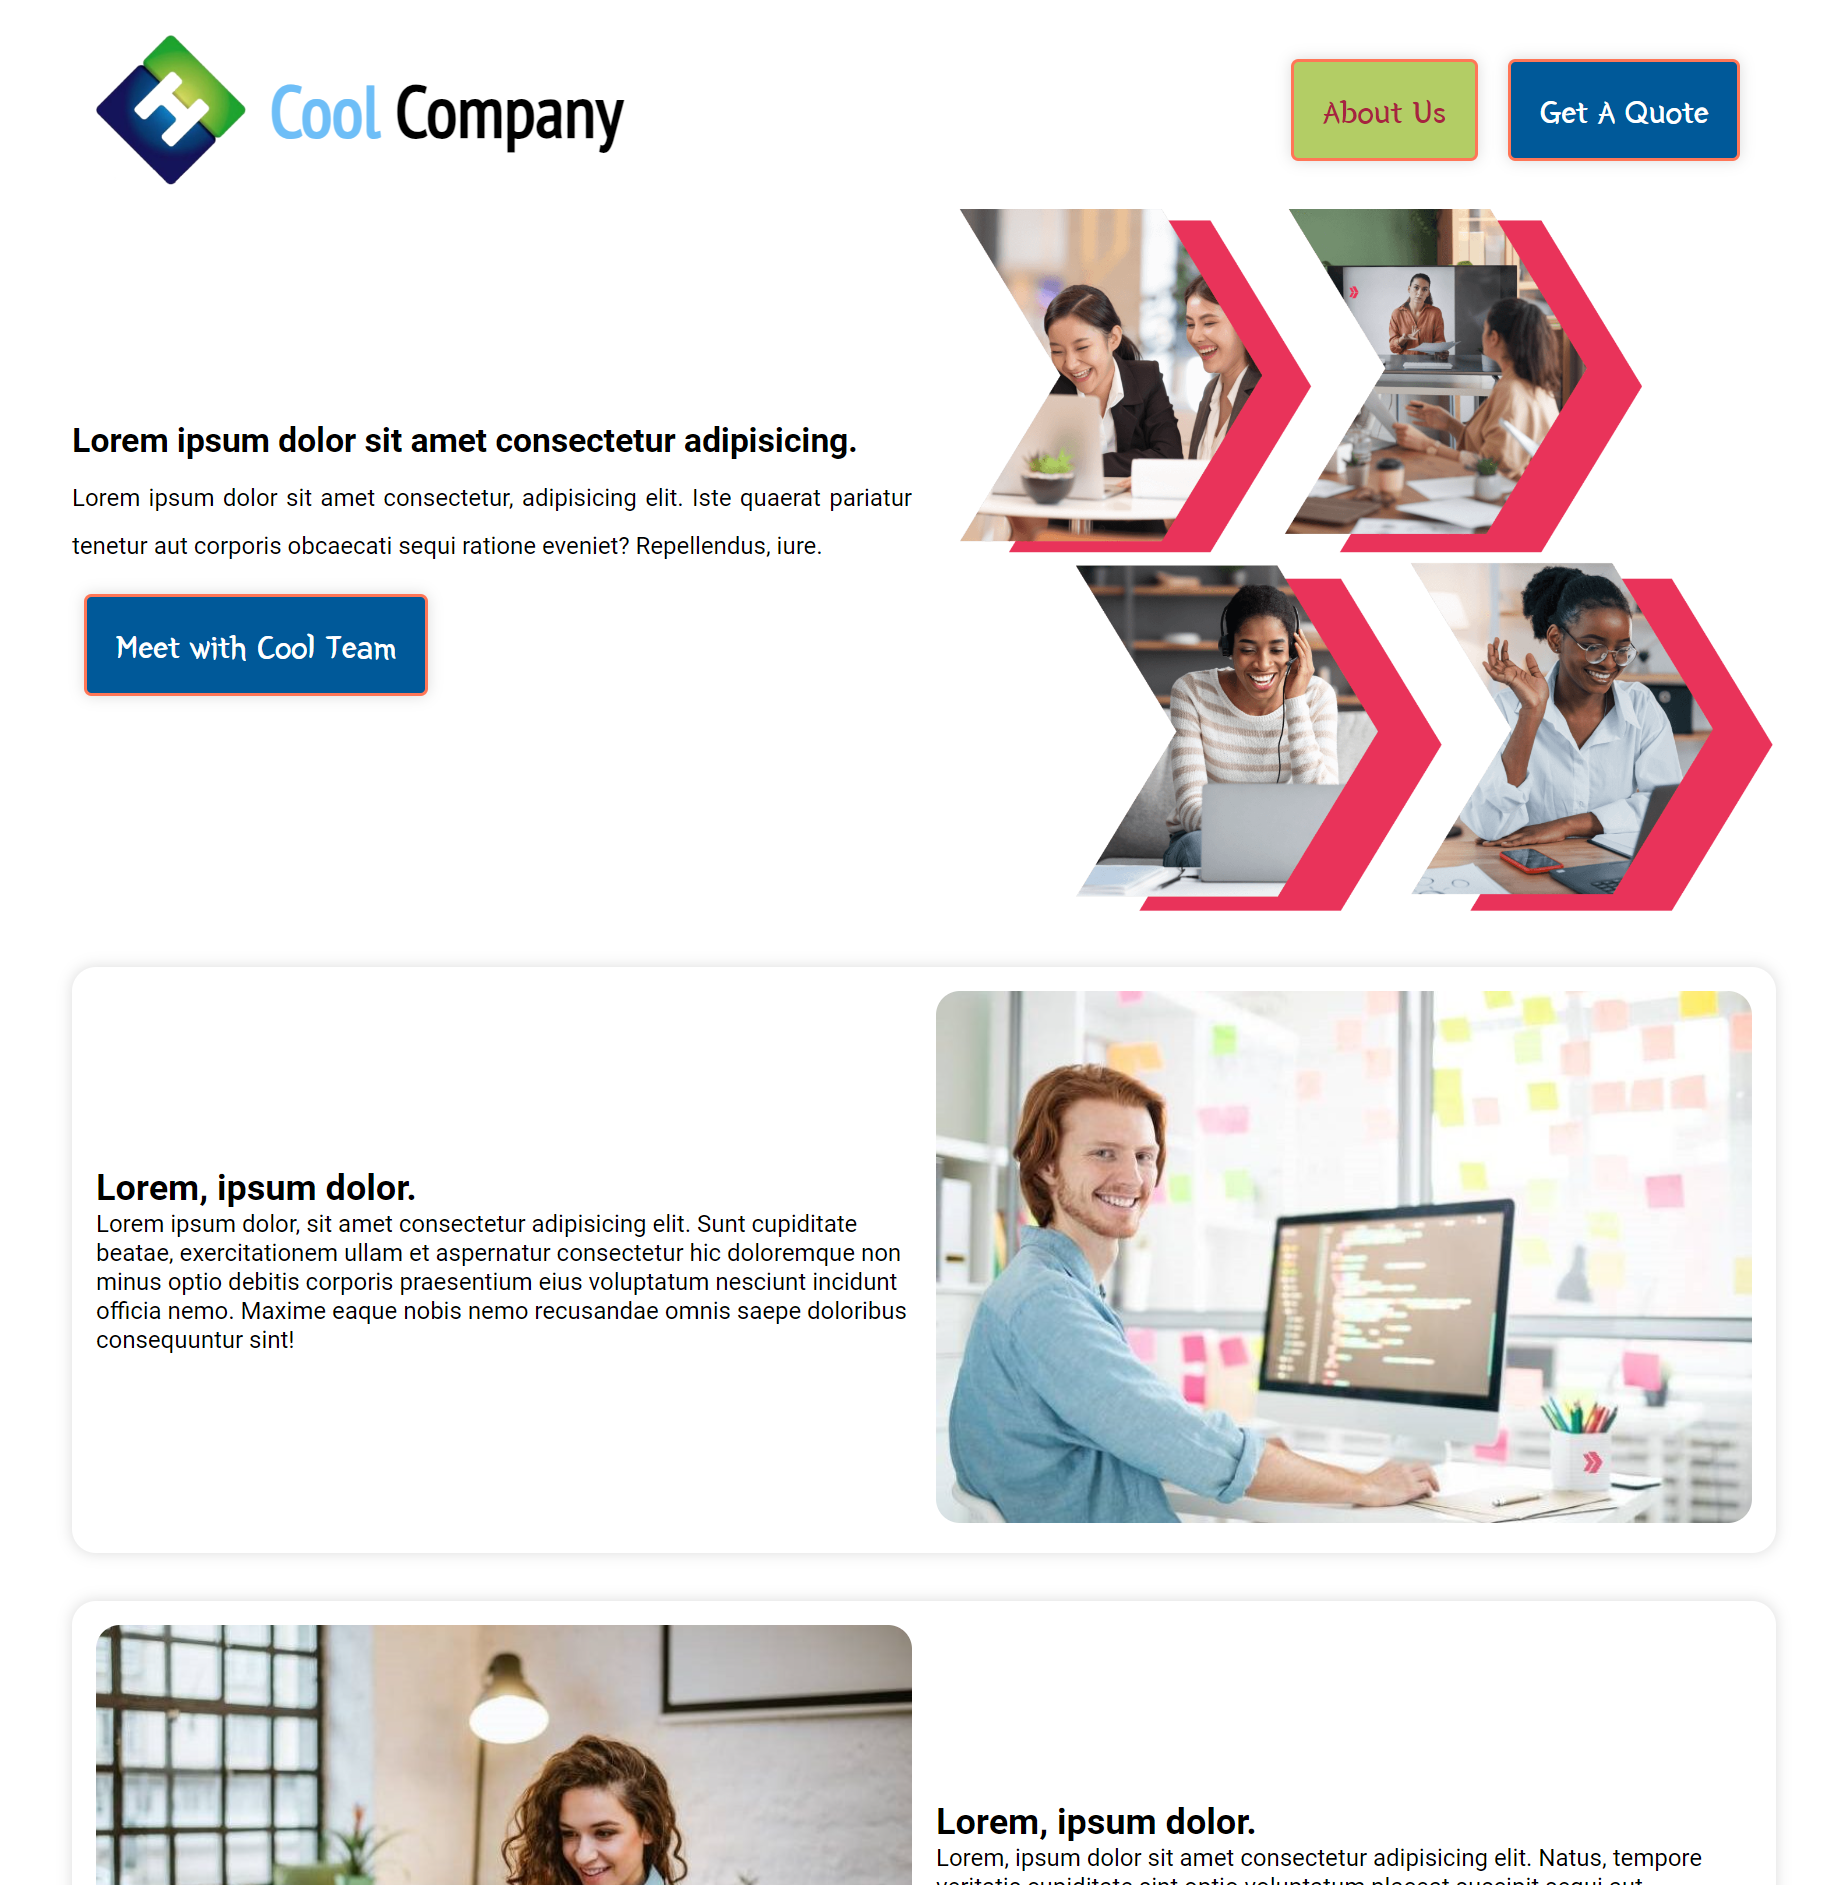 Cool Company
About Us
Get A Quote
Lorem ipsum dolor sit amet consectetur adipisicing.
Lorem ipsum dolor sit amet consectetur, adipisicing elit. Iste quaerat pariatur
tenetur aut corporis obcaecati sequi ratione eveniet? Repellendus, iure.
Meet with Cool Team
Lorem, ipsum dolor.
Lorem ipsum dolor, sit amet consectetur adipisicing elit. Sunt cupiditate
beatae, exercitationem ullam et aspernatur consectetur hic doloremque non
minus optio debitis corporis praesentium eius voluptatum nesciunt incidunt
officia nemo. Maxime eaque nobis nemo recusandae omnis saepe doloribus
consequuntur sint!
Lorem, ipsum dolor.
Lorem, ipsum dolor sit amet consectetur adipisicing elit. Natus, tempore